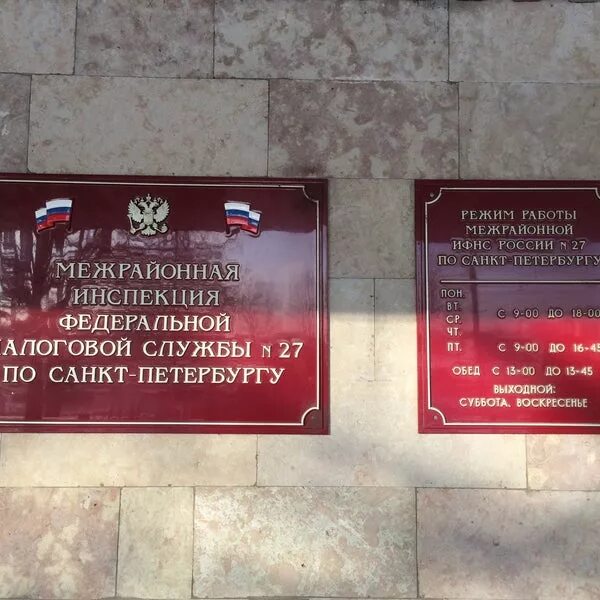 МЕЖРАЙОННАЯ
ИНСПЕКЦИЯ
ФЕДЕРАЛЬНОЙ
НАЛОГОВОЙ СЛУЖБЫ N 27
ПО САНКТ-ПЕТЕРБУРГУ
РЕЖИМ РАБОТЫ
МЕЖРАЙОННОЙ
ИФНС РОССИИ N 27
ПО САНКТ-ПЕТЕРБУРГУ
ПОН.
ВТ.
СР. С 9-00 ДО 18-00
ЧТ.
ПТ. С 9-00 ДО 16-45
ОБЕД С 13-00 ДО 13-45
ВЫХОДНОЙ:
СУББОТА, ВОСКРЕСЕНЬЕ